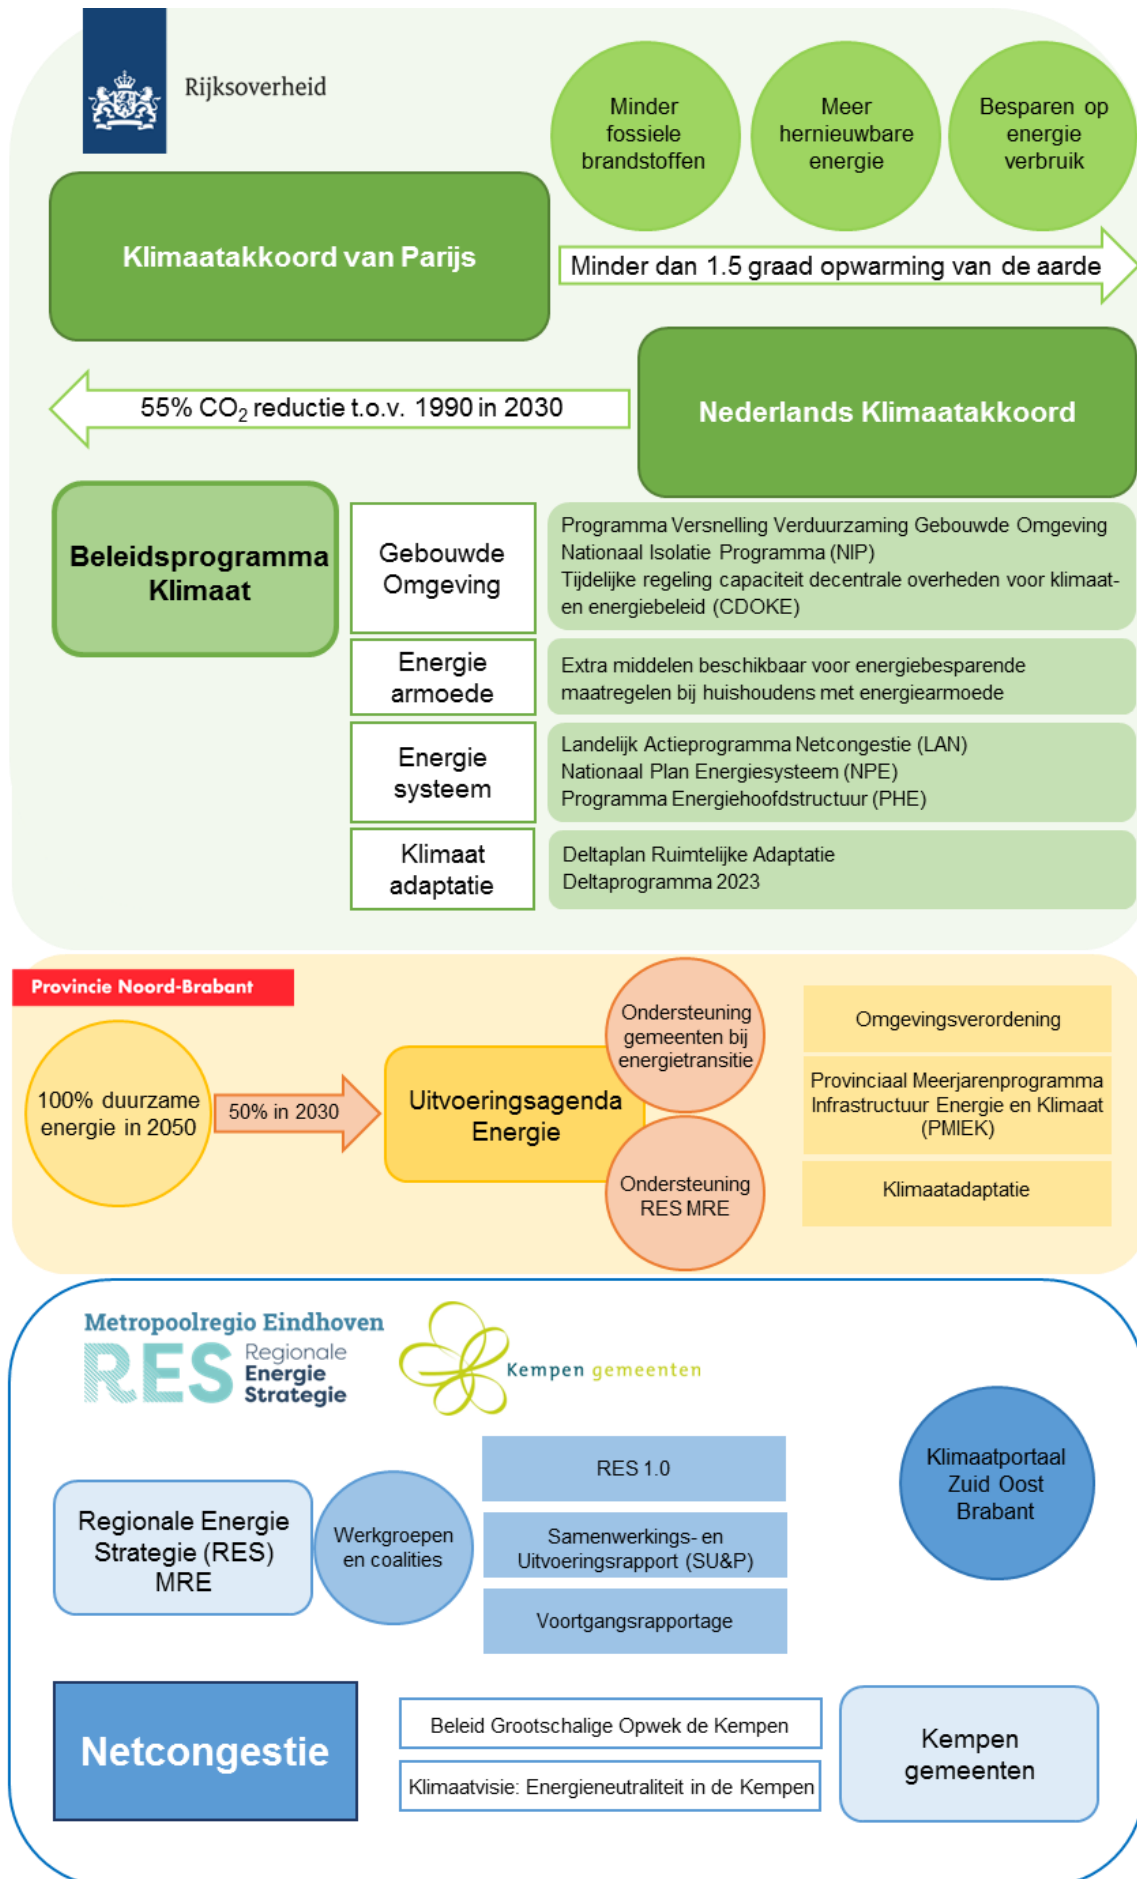 Rijksoverheid
Minder
fossiele
brandstoffen
Meer
hernieuwbare
energie
Besparen op
energie
verbruik
Klimaatakkoord van Parijs
Minder dan 1.5 graad opwarming van de aarde
55% CO₂ reductie t.o.v. 1990 in 2030
Nederlands Klimaatakkoord
Beleidsprogramma
Klimaat
Gebouwde
Omgeving
Programma Versnelling Verduurzaming Gebouwde Omgeving
Nationaal Isolatie Programma (NIP)
Tijdelijke regeling capaciteit decentrale overheden voor klimaat-
en energiebeleid (CDOKE)
Energie
armoede
Extra middelen beschikbaar voor energiebesparende
maatregelen bij huishoudens met energiearmoede
Energie
systeem
Landelijk Actieprogramma Netcongestie (LAN)
Nationaal Plan Energiesysteem (NPE)
Programma Energiehoofdstructuur (PHE)
Klimaat
adaptatie
Deltaplan Ruimtelijke Adaptatie
Deltaprogramma 2023
Provincie Noord-Brabant
100% duurzame
energie in 2050
50% in 2030
Uitvoeringsagenda
Energie
Ondersteuning
gemeenten bij
energietransitie
Ondersteuning
RES MRE
Omgevingsverordening
Provinciaal Meerjarenprogramma
Infrastructuur Energie en Klimaat
(PMIEK)
Klimaatadaptatie
Metropoolregio Eindhoven
RES
Regionale
Energie
Strategie
Kempen gemeenten
Klimaatportaal
Zuid Oost
Brabant
Regionale Energie
Strategie (RES)
MRE
Werkgroepen
en coalities
RES 1.0
Samenwerkings- en
Uitvoeringsrapport (SU&P)
Voortgangsrapportage
Netcongestie
Beleid Grootschalige Opwek de Kempen
Klimaatvisie: Energieneutraliteit in de Kempen
Kempen
gemeenten